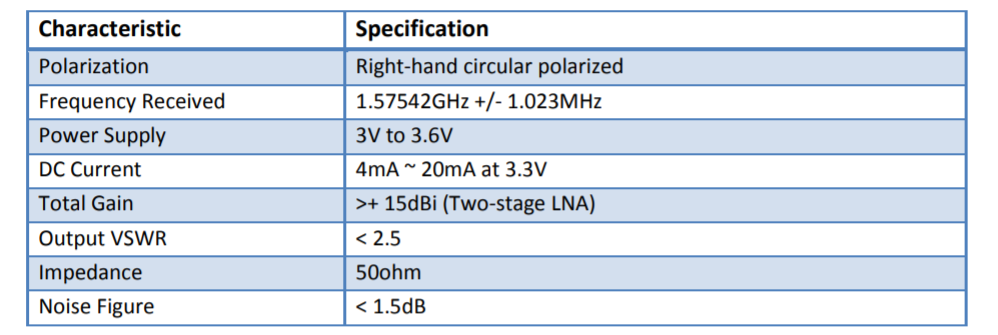 Characteristic Specification
Polarization Right-hand circular polarized
Frequency Received 1.57542GHz +/- 1.023MHz
Power Supply 3V to 3.6V
DC Current 4mA ~ 20mA at 3.3V
Total Gain >+ 15dBi (Two-stage LNA)
Output VSWR < 2.5
Impedance 50ohm
Noise Figure < 1.5dB